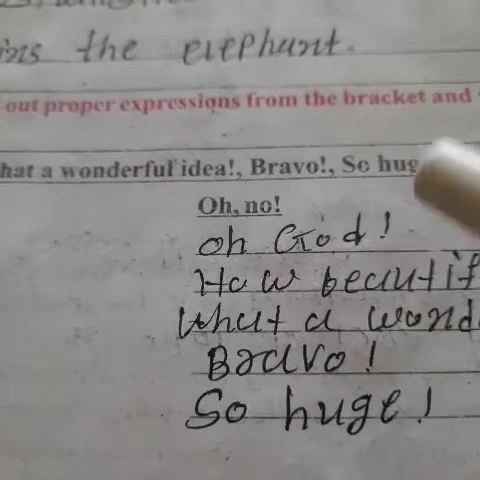 the elephunt.
out proper expressions from the bracket and
hat a wonderful idea!, Bravo!, So hug
Oh, no!
oh God!
How beautif
What a wond
Bravo!
So huge!